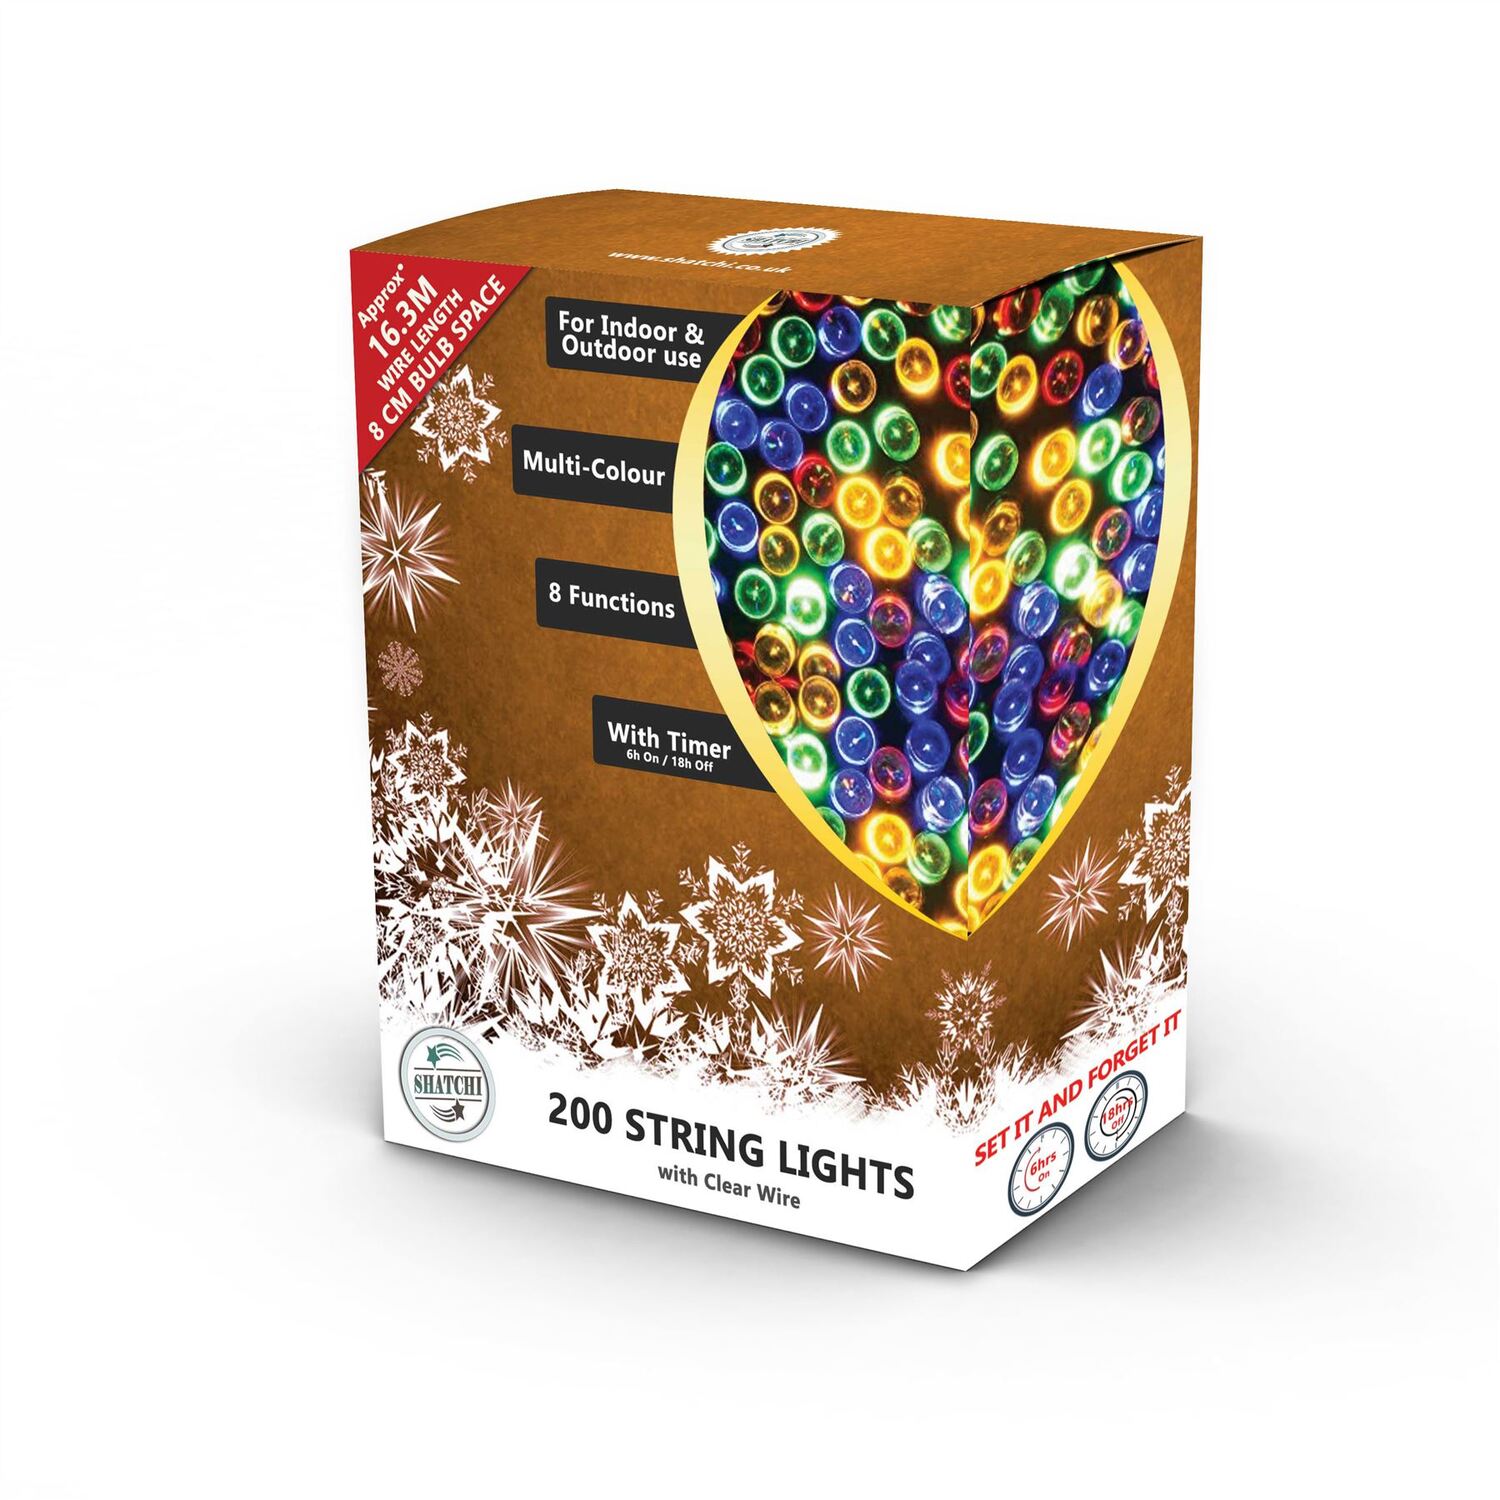 www.shatchi.co.uk
SHATCHI
Approx*
16.3M
WIRE LENGTH
8 CM BULB SPACE
For Indoor &
Outdoor use
Multi-Colour
8 Functions
With Timer
6h On / 18h Off
SHATCHI
200 STRING LIGHTS
with Clear Wire
SET IT AND FORGET IT
6hrs
On
18hrs
Off